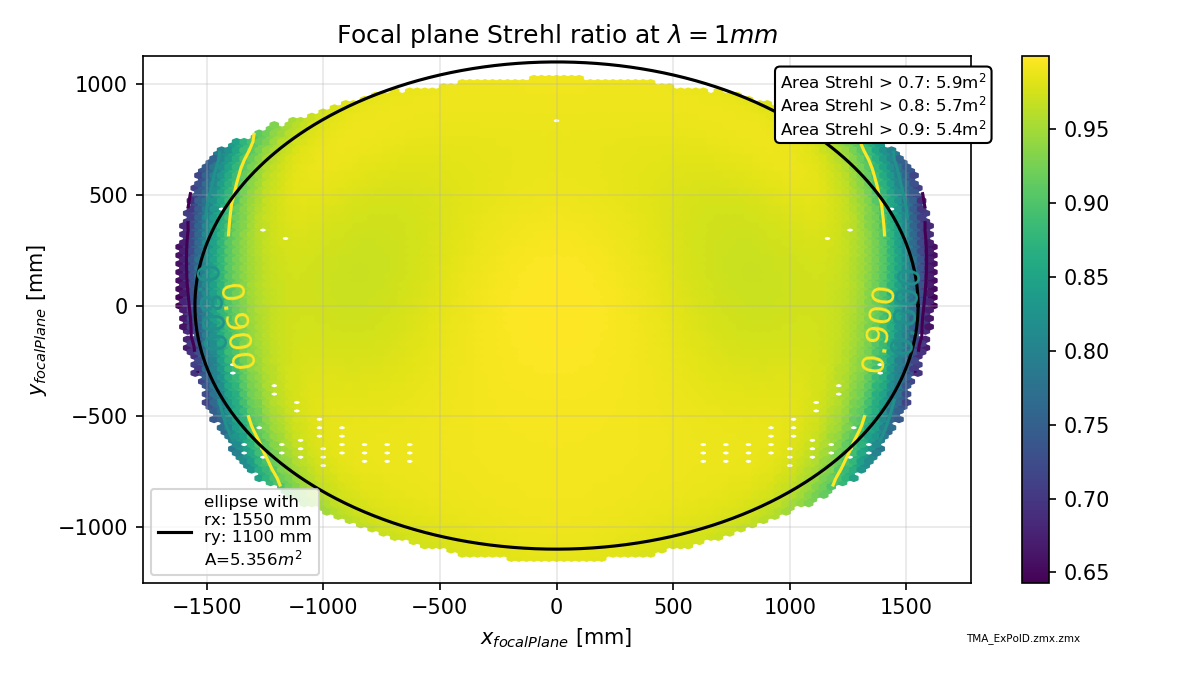 Focal plane Strehl ratio at λ = 1mm
Area Strehl > 0.7: 5.9m²
Area Strehl > 0.8: 5.7m²
Area Strehl > 0.9: 5.4m²
1000
500
0
−500
−1000
y_focalPlane [mm]
0.900
0.900
ellipse with
rx: 1550 mm
ry: 1100 mm
A=5.356m²
−1500
−1000
−500
0
500
1000
1500
x_focalPlane [mm]
0.95
0.90
0.85
0.80
0.75
0.70
0.65
TMA_ExPoID.zmx.zmx